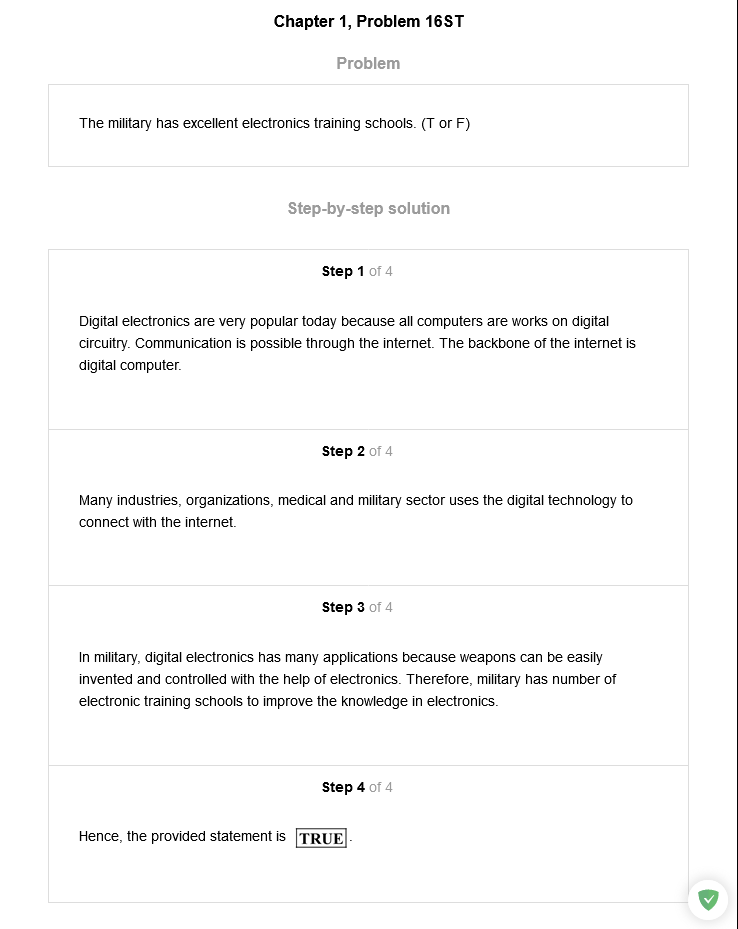 Chapter 1, Problem 16ST
Problem
The military has excellent electronics training schools. (T or F)
Step-by-step solution
Step 1 of 4
Digital electronics are very popular today because all computers are works on digital
circuitry. Communication is possible through the internet. The backbone of the internet is
digital computer.
Step 2 of 4
Many industries, organizations, medical and military sector uses the digital technology to
connect with the internet.
Step 3 of 4
In military, digital electronics has many applications because weapons can be easily
invented and controlled with the help of electronics. Therefore, military has number of
electronic training schools to improve the knowledge in electronics.
Step 4 of 4
Hence, the provided statement is TRUE.